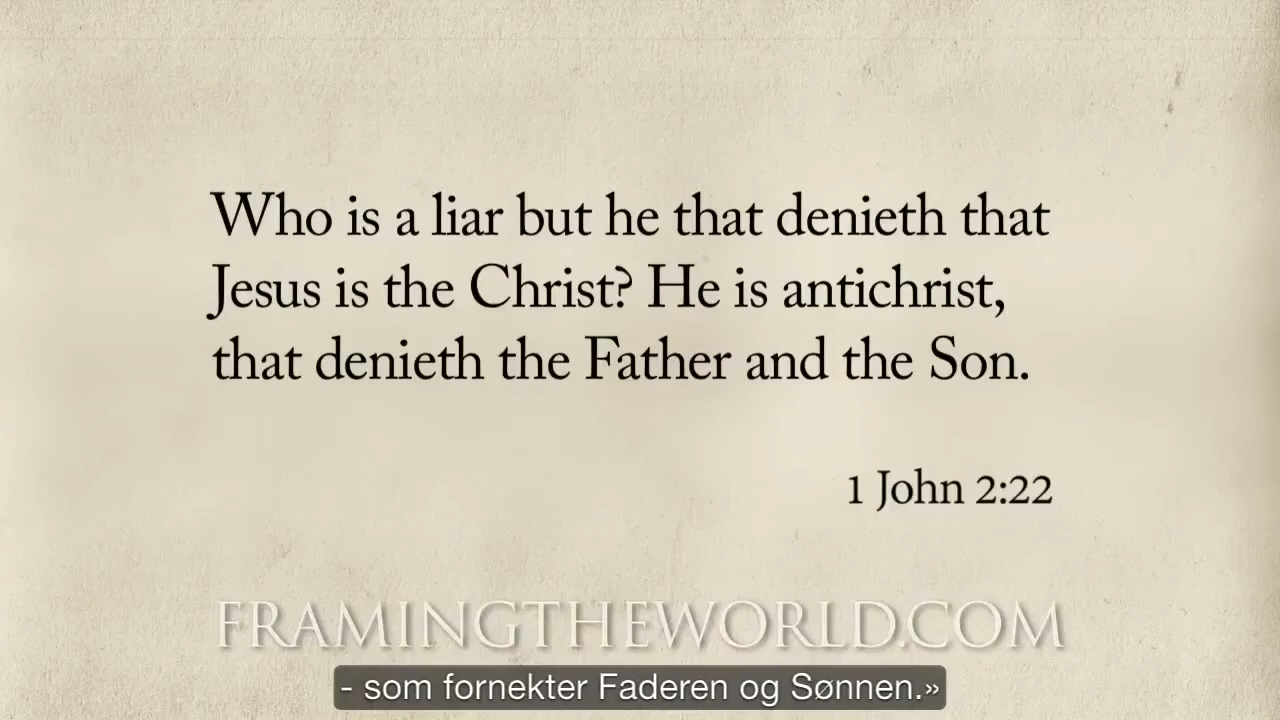 Who is a liar but he that denieth that
Jesus is the Christ? He is antichrist,
that denieth the Father and the Son.
1 John 2:22
FRAMINGTHEWORLD.COM
- som fornekter Faderen og Sønnen.»